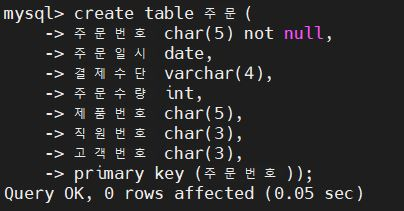 mysql> create table 주문(
    -> 주문번호 char(5) not null,
    -> 주문일시 date,
    -> 결제수단 varchar(4),
    -> 주문수량 int,
    -> 제품번호 char(5),
    -> 직원번호 char(3),
    -> 고객번호 char(3),
    -> primary key (주문번호));
Query OK, 0 rows affected (0.05 sec)